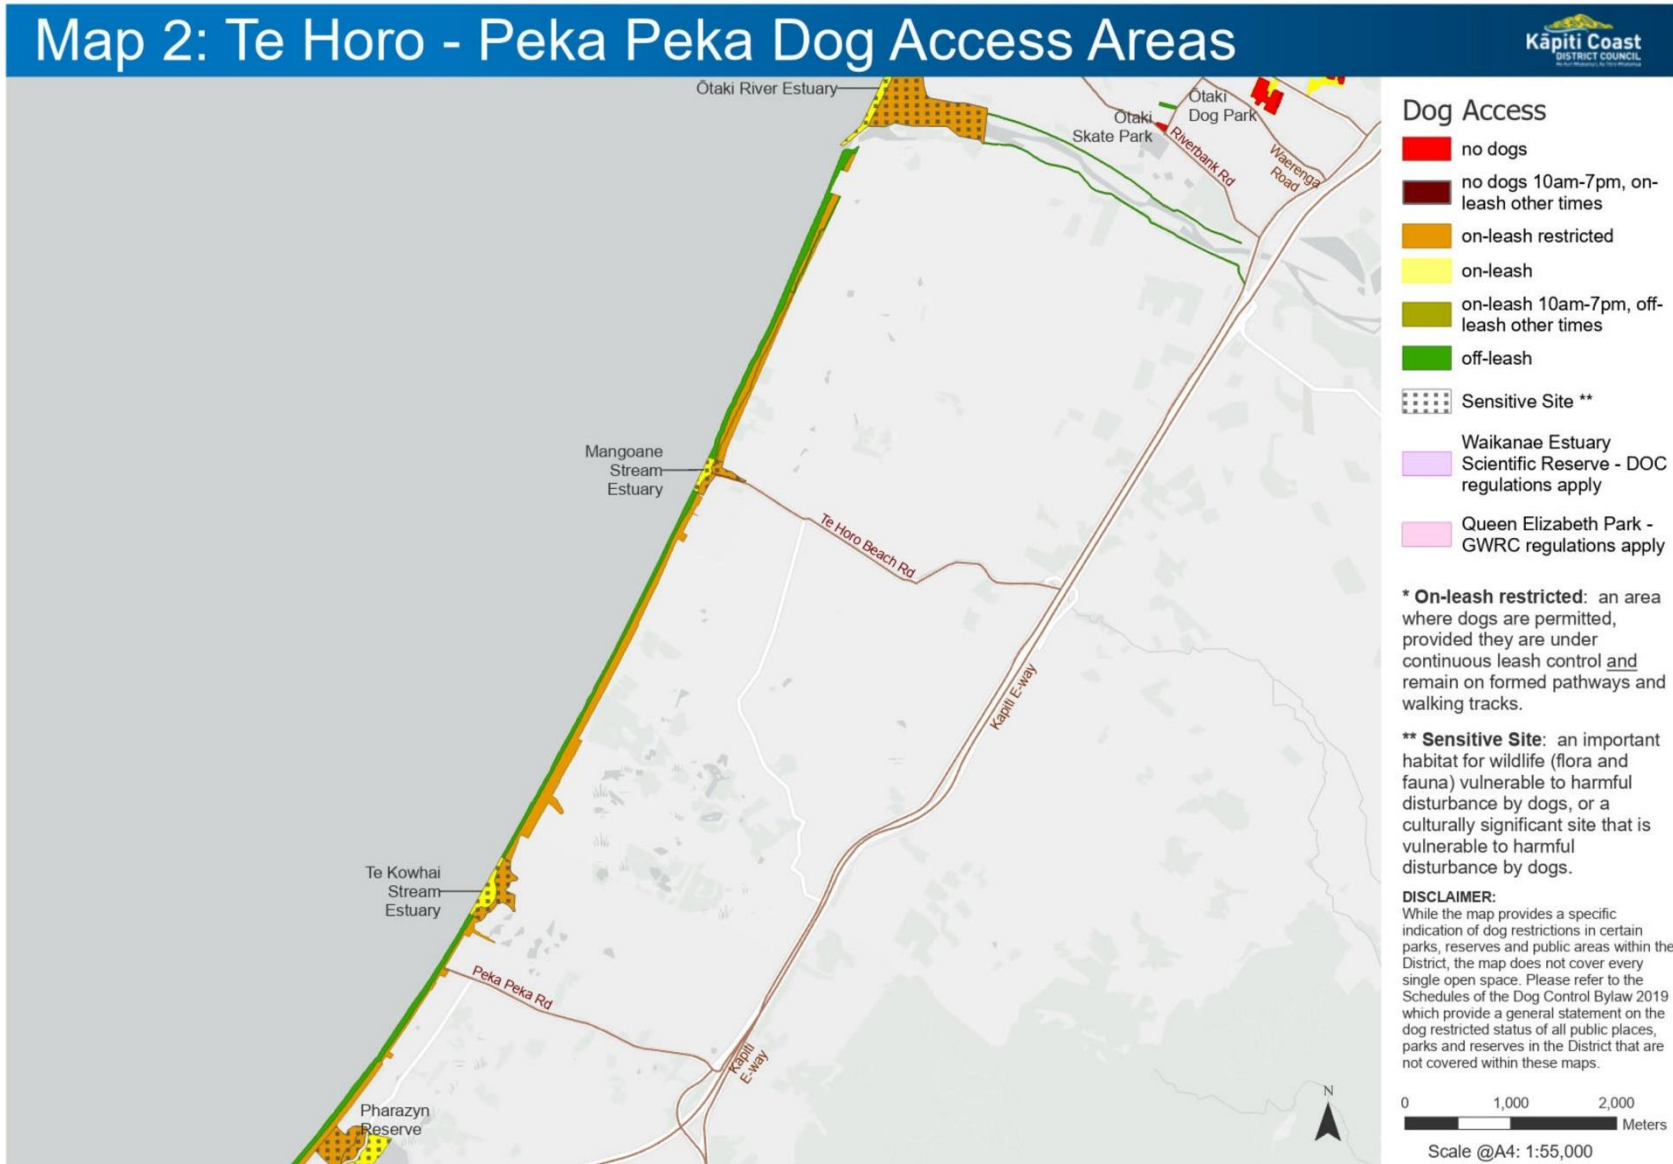 Map 2: Te Horo - Peka Peka Dog Access Areas
Kāpiti Coast
DISTRICT COUNCIL
Ōtaki River Estuary
Ōtaki
Dog Park
Ōtaki
Skate Park
Riverbank Rd
Waerenga
Road
Mangoane
Stream
Estuary
Te Horo Beach Rd
Kapiti E-way
Te Kowhai
Stream
Estuary
Peka Peka Rd
Kapiti
E-way
Pharazyn
Reserve
Dog Access
no dogs
no dogs 10am-7pm, on-
leash other times
on-leash restricted
on-leash
on-leash 10am-7pm, off-
leash other times
off-leash
Sensitive Site **
Waikanae Estuary
Scientific Reserve - DOC
regulations apply
Queen Elizabeth Park -
GWRC regulations apply
* On-leash restricted: an area
where dogs are permitted,
provided they are under
continuous leash control and
remain on formed pathways and
walking tracks.
** Sensitive Site: an important
habitat for wildlife (flora and
fauna) vulnerable to harmful
disturbance by dogs, or a
culturally significant site that is
vulnerable to harmful
disturbance by dogs.
DISCLAIMER:
While the map provides a specific
indication of dog restrictions in certain
parks, reserves and public areas within the
District, the map does not cover every
single open space. Please refer to the
Schedules of the Dog Control Bylaw 2019
which provide a general statement on the
dog restricted status of all public places,
parks and reserves in the District that are
not covered within these maps.
N
0 1,000 2,000
Meters
Scale @A4: 1:55,000